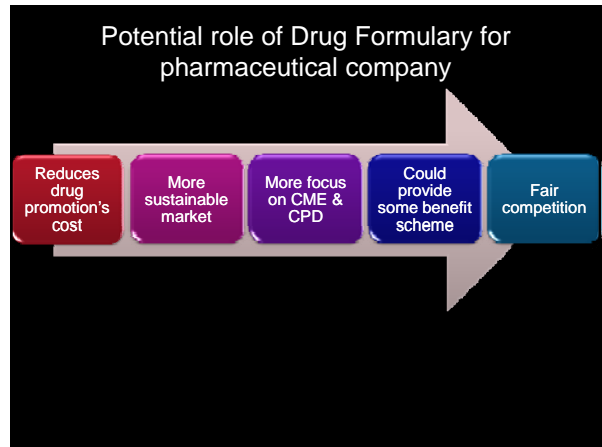 Potential role of Drug Formulary for
pharmaceutical company
Reduces
drug
promotion's
cost
More
sustainable
market
More focus
on CME &
CPD
Could
provide
some benefit
scheme
Fair
competition